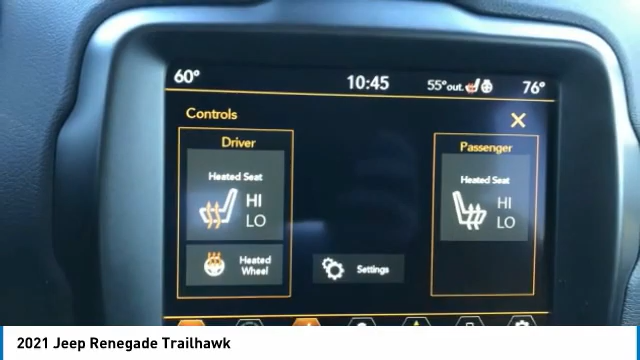 60°
10:45
55°out.
76°
Controls
Driver
Passenger
Heated Seat
Heated Seat
HI
LO
HI
LO
Heated
Wheel
Settings
2021 Jeep Renegade Trailhawk